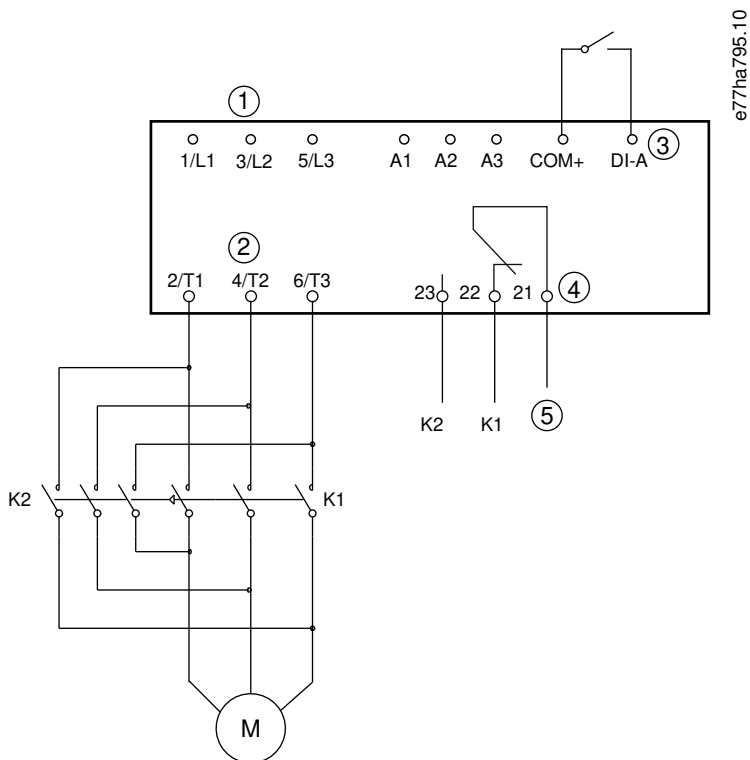 e77ha795.10
1
1/L1 3/L2 5/L3 A1 A2 A3 COM+ DI-A 3
2
2/T1 4/T2 6/T3
23 22 21 4
K2 K1 5
K2 K1
M